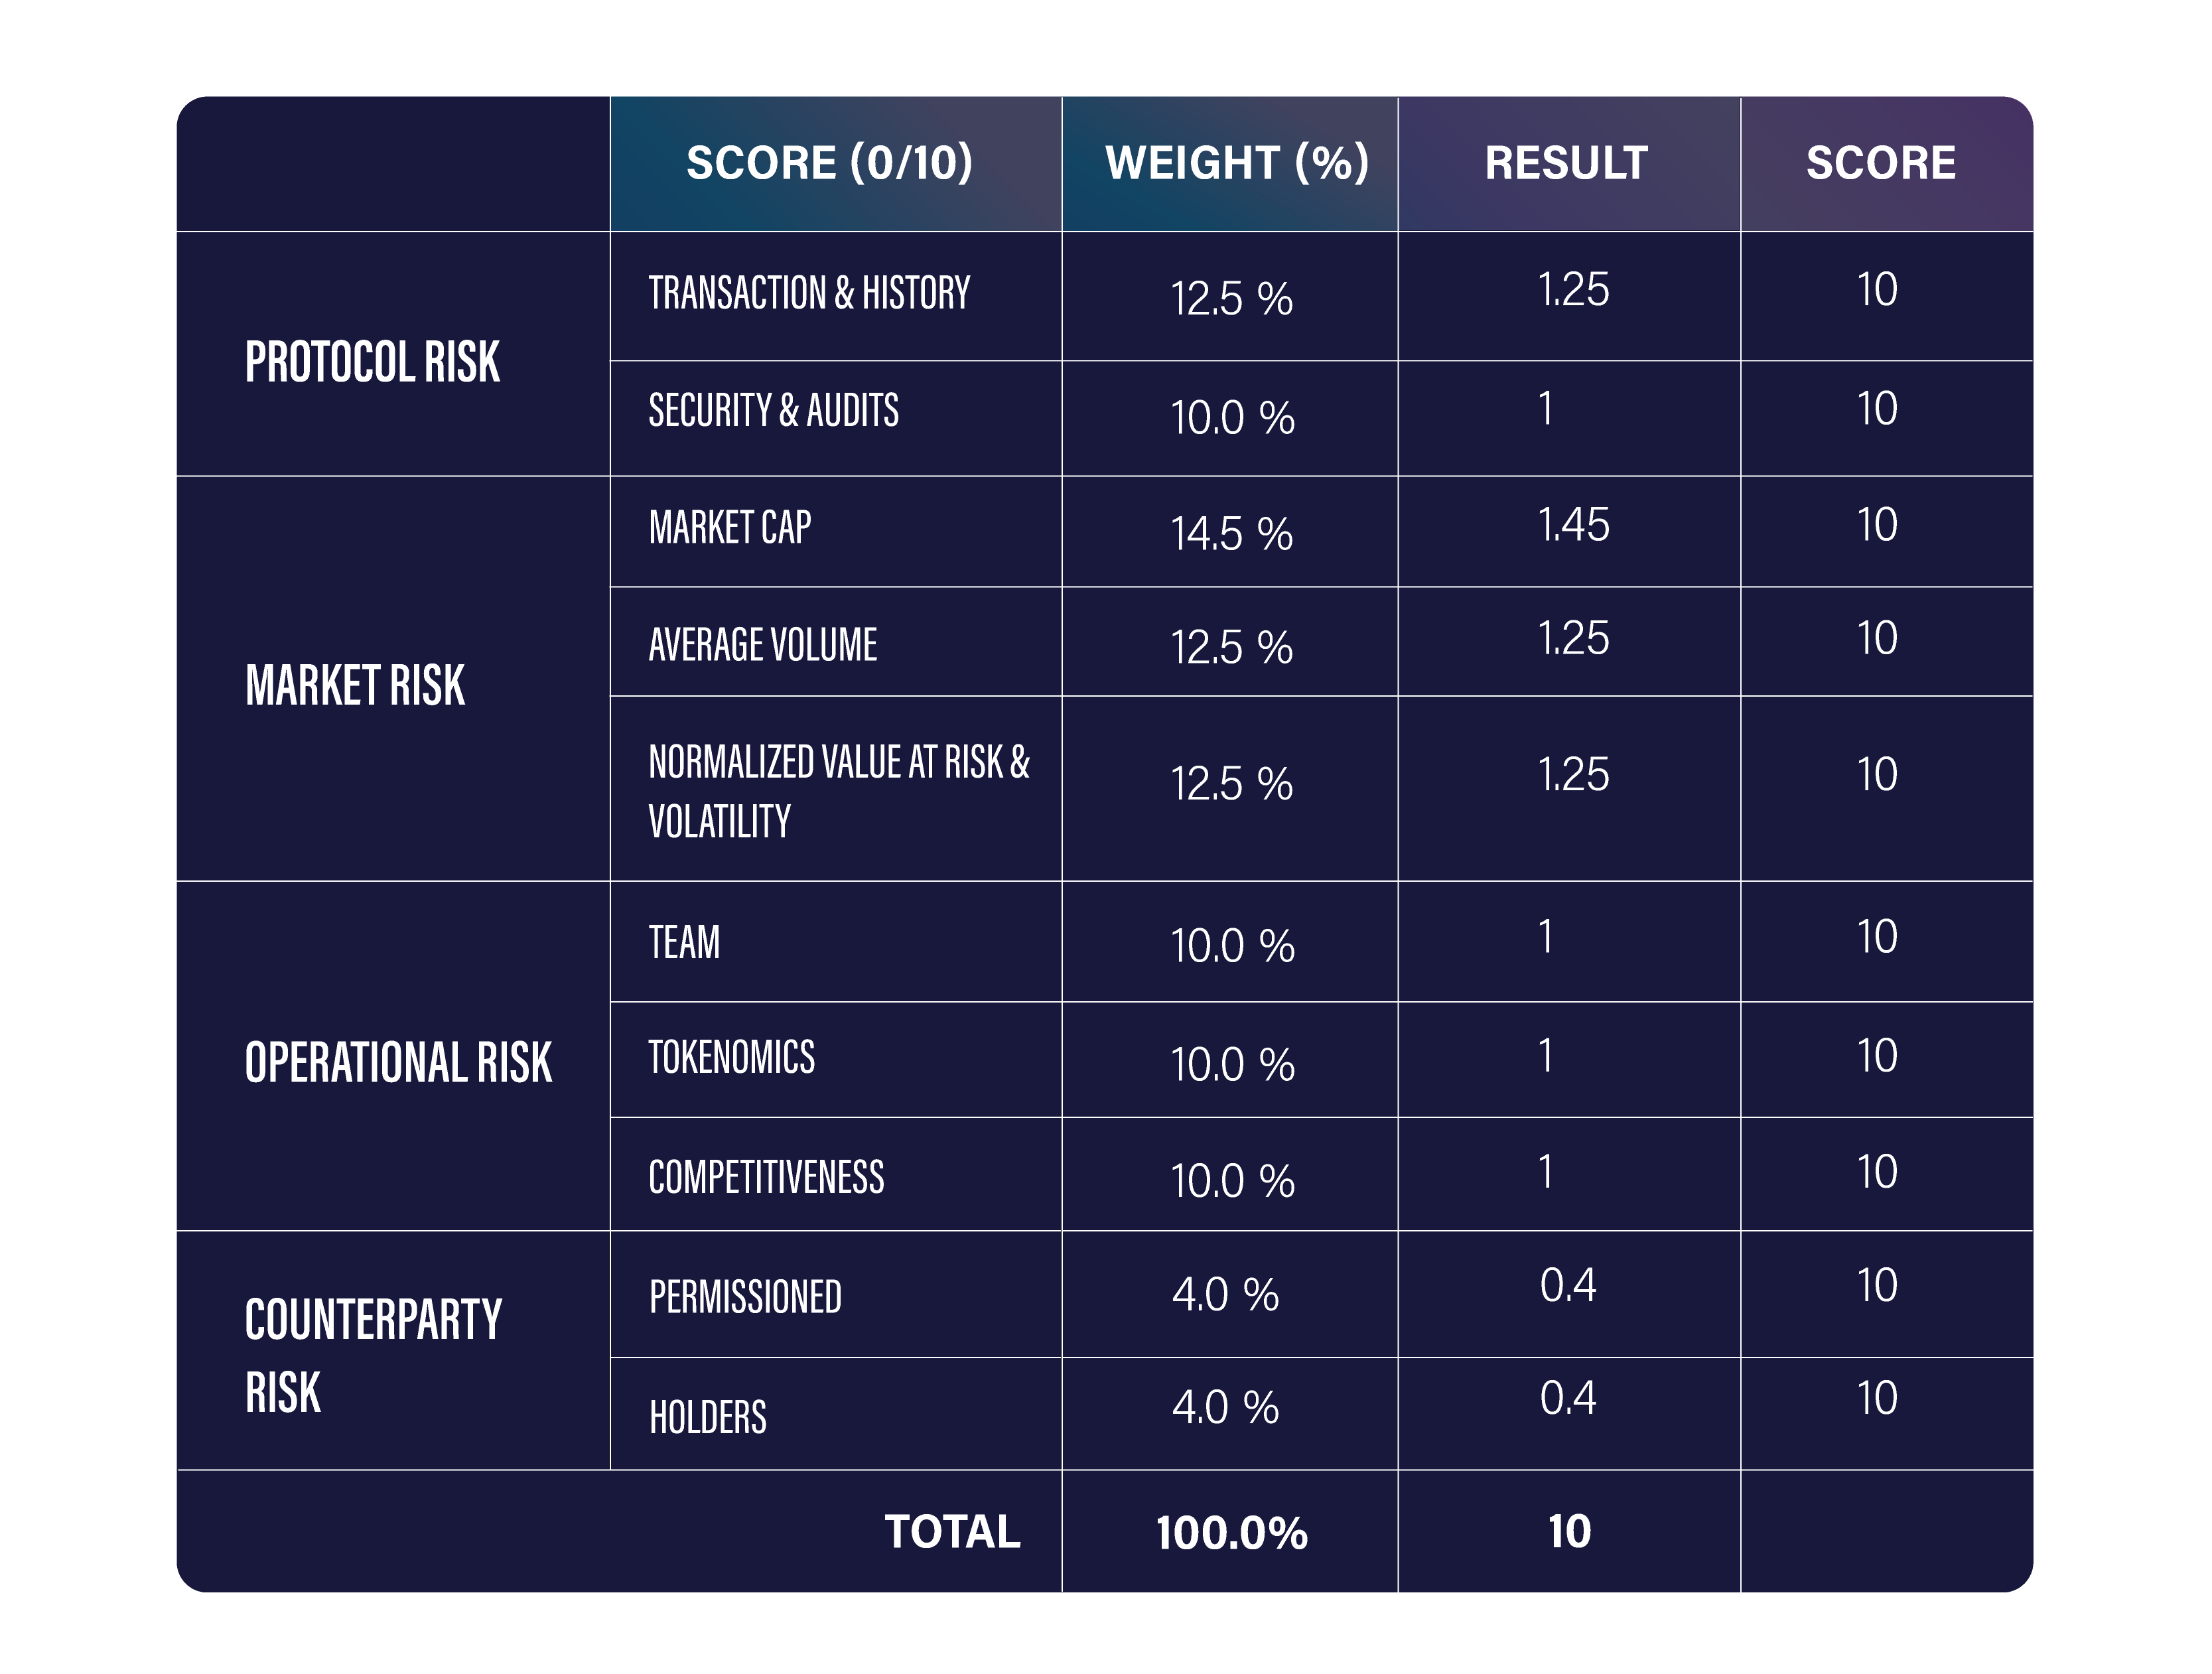 SCORE (0/10) WEIGHT (%) RESULT SCORE
PROTOCOL RISK
TRANSACTION & HISTORY 12.5 % 1.25 10
SECURITY & AUDITS 10.0 % 1 10
MARKET RISK
MARKET CAP 14.5 % 1.45 10
AVERAGE VOLUME 12.5 % 1.25 10
NORMALIZED VALUE AT RISK &
VOLATILITY 12.5 % 1.25 10
OPERATIONAL RISK
TEAM 10.0 % 1 10
TOKENOMICS 10.0 % 1 10
COMPETITIVENESS 10.0 % 1 10
COUNTERPARTY
RISK
PERMISSIONED 4.0 % 0.4 10
HOLDERS 4.0 % 0.4 10
TOTAL 100.0% 10